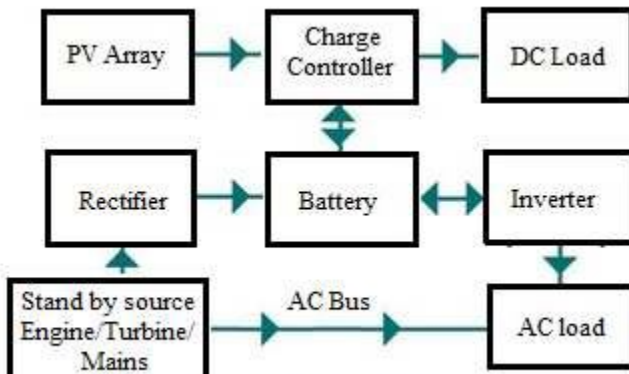 PV Array
Charge
Controller
DC Load
Rectifier
Battery
Inverter
Stand by source
Engine/Turbine/
Mains
AC Bus
AC load